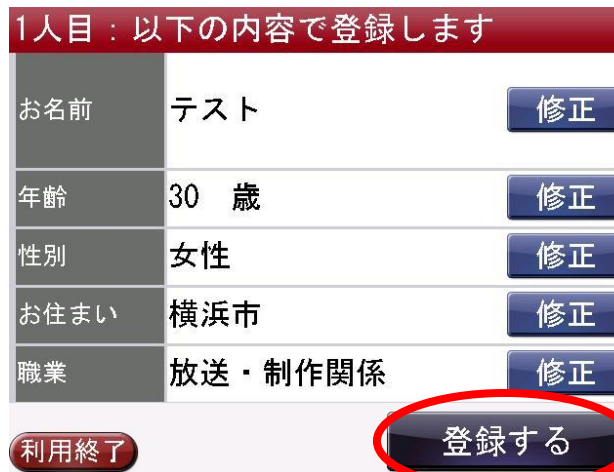 1人目：以下の内容で登録します
お名前 テスト 修正
年齢 30 歳 修正
性別 女性 修正
お住まい 横浜市 修正
職業 放送・制作関係 修正
利用終了 登録する